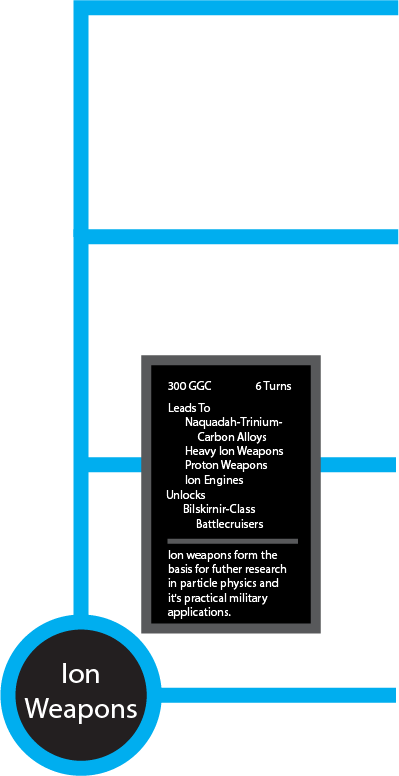 300 GGC 6 Turns
Leads To
Naquadah-Trinium-
Carbon Alloys
Heavy Ion Weapons
Proton Weapons
Ion Engines
Unlocks
Bilskirnir-Class
Battlecruisers
Ion weapons form the
basis for futher research
in particle physics and
it's practical military
applications.
Ion
Weapons